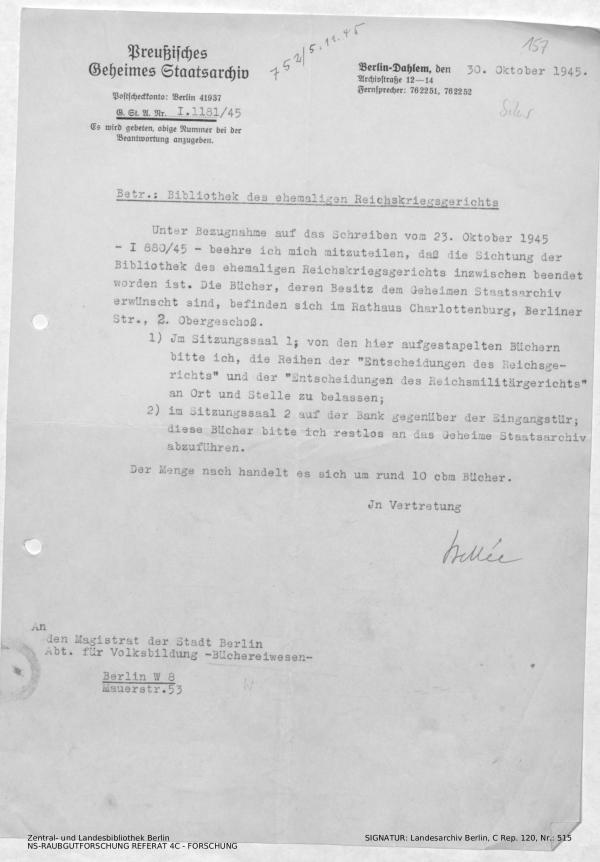 752/5.11.45
157
Preußisches
Geheimes Staatsarchiv
Postscheckkonto: Berlin 41937
G. St. A. Nr. I.1181/45
Es wird gebeten, obige Nummer bei der
Beantwortung anzugeben.
Berlin-Dahlem, den 30. Oktober 1945.
Archivstraße 12—14
Fernsprecher: 762251, 762252
Betr.: Bibliothek des ehemaligen Reichskriegsgerichts
Unter Bezugnahme auf das Schreiben vom 23. Oktober 1945
- I 880/45 - beehre ich mich mitzuteilen, daß die Sichtung der
Bibliothek des ehemaligen Reichskriegsgerichts inzwischen beendet
worden ist. Die Bücher, deren Besitz dem Geheimen Staatsarchiv
erwünscht sind, befinden sich im Rathaus Charlottenburg, Berliner
Str., 2. Obergeschoß.
1) Jm Sitzungssaal 1; von den hier aufgestapelten Büchern
bitte ich, die Reihen der "Entscheidungen des Reichsge-
richts" und der "Entscheidungen des Reichsmilitärgerichts"
an Ort und Stelle zu belassen;
2) im Sitzungssaal 2 auf der Bank gegenüber der Eingangstür;
diese Bücher bitte ich restlos an das Geheime Staatsarchiv
abzuführen.
Der Menge nach handelt es sich um rund 10 cbm Bücher.
Jn Vertretung
An
den Magistrat der Stadt Berlin
Abt. für Volksbildung -Büchereiwesen-
Berlin W 8
Mauerstr.53
Zentral- und Landesbibliothek Berlin
NS-RAUBGUTFORSCHUNG REFERAT 4C - FORSCHUNG
SIGNATUR: Landesarchiv Berlin, C Rep. 120, Nr.: 515